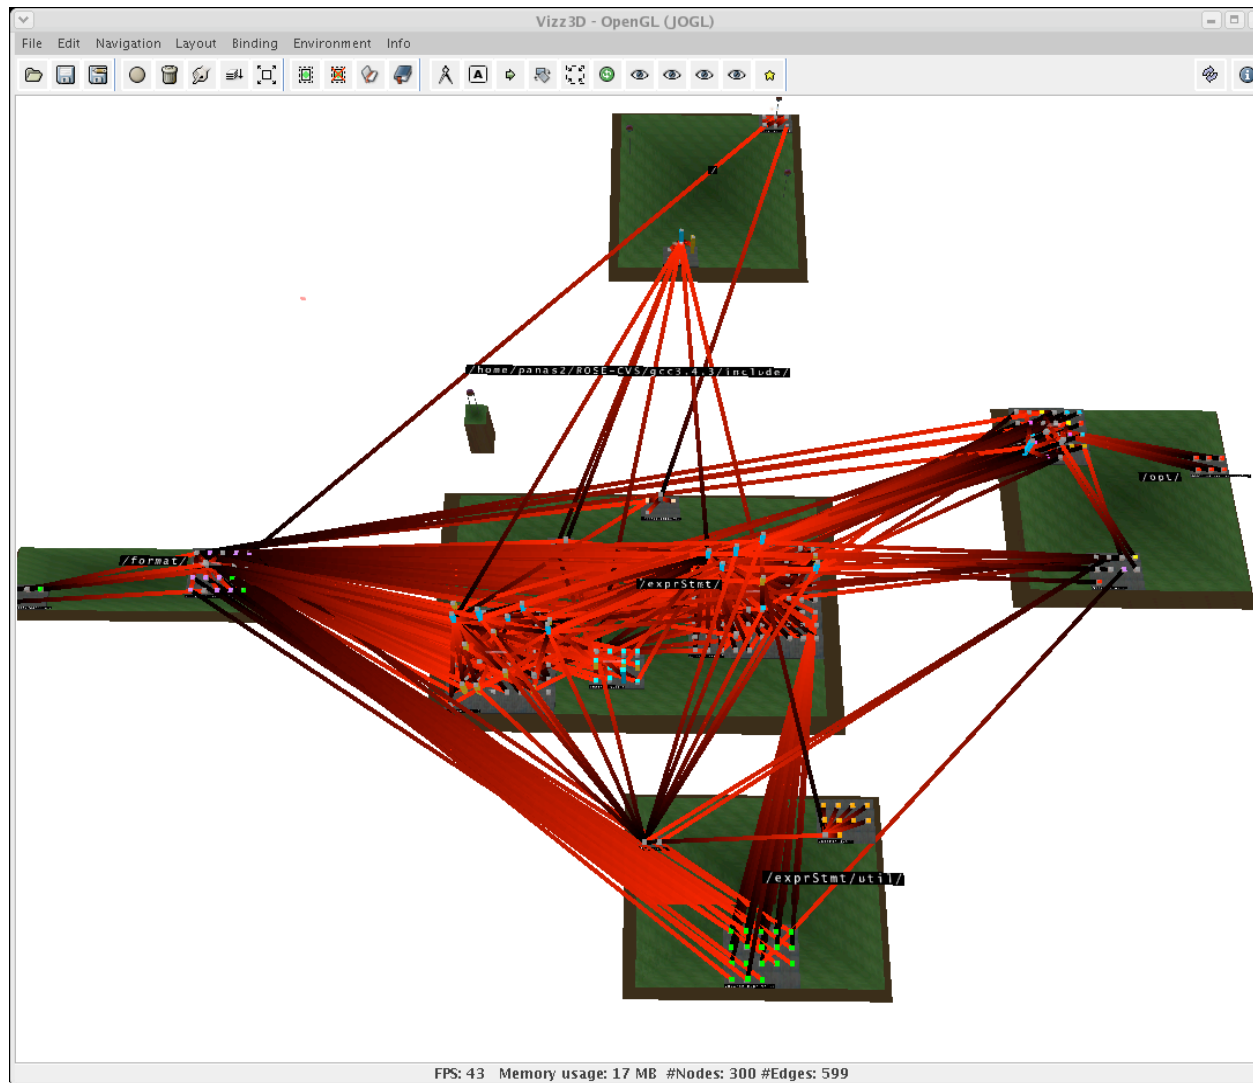 Vizz3D - OpenGL (JOGL)
File Edit Navigation Layout Binding Environment Info
A
/
/home/panas2/ROSE-CVS/gcc3.4.3/include/
/opt/
/format/
/exprStmt/
/exprStmt/util/
FPS: 43 Memory usage: 17 MB #Nodes: 300 #Edges: 599